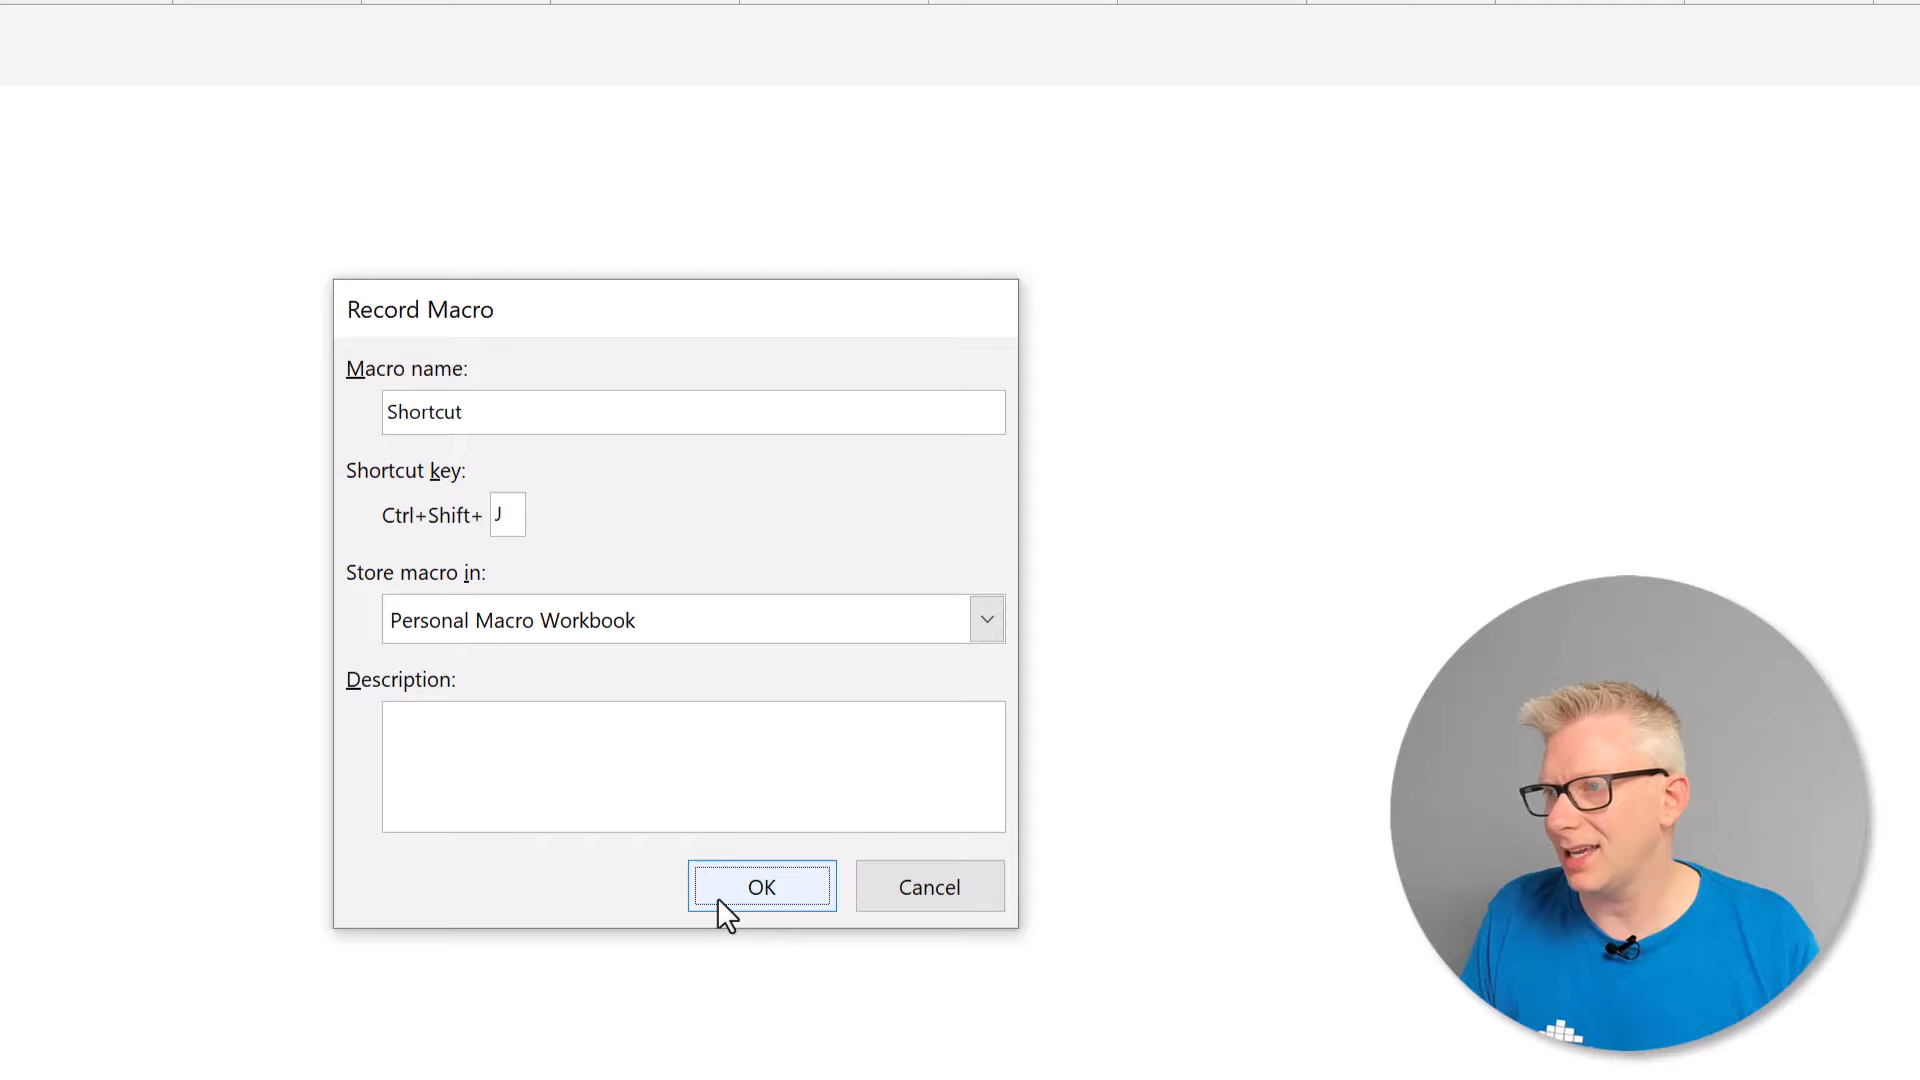 Record Macro
Macro name:
Shortcut
Shortcut key:
Ctrl+Shift+ J
Store macro in:
Personal Macro Workbook
Description:
OK Cancel